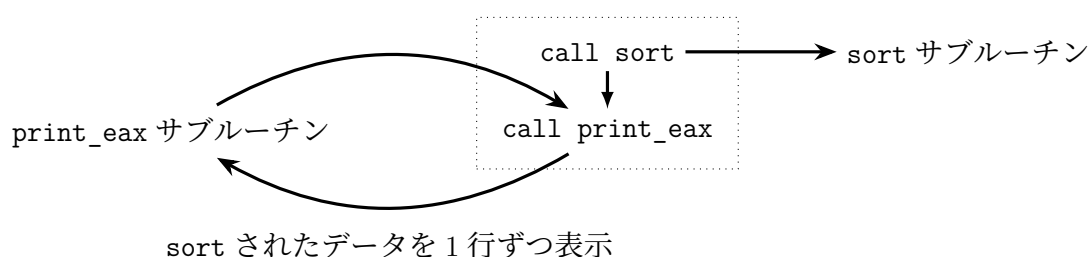 call sort
sort サブルーチン
print_eax サブルーチン
call print_eax
sort されたデータを 1 行ずつ表示